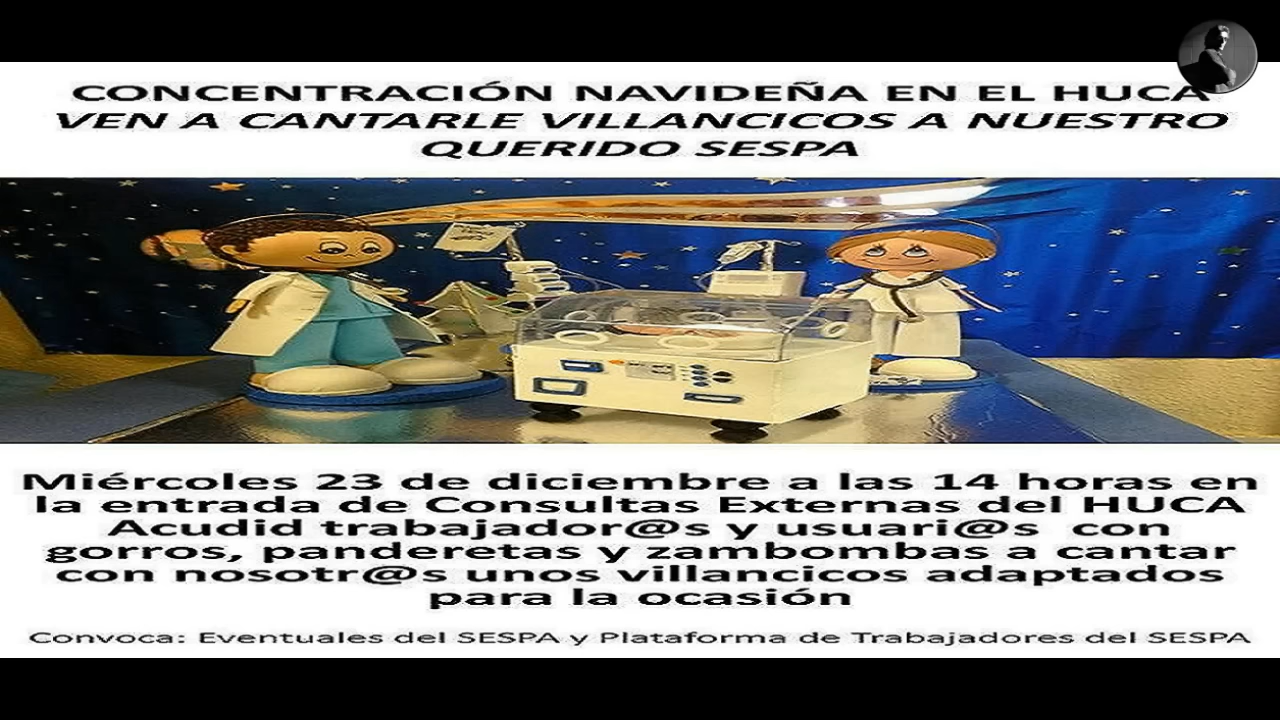 CONCENTRACIÓN NAVIDEÑA EN EL HUCA
VEN A CANTARLE VILLANCICOS A NUESTRO
QUERIDO SESPA
Miércoles 23 de diciembre a las 14 horas en
la entrada de Consultas Externas del HUCA
Acudid trabajador@s y usuari@s con
gorros, panderetas y zambombas a cantar
con nosotr@s unos villancicos adaptados
para la ocasión
Convoca: Eventuales del SESPA y Plataforma de Trabajadores del SESPA